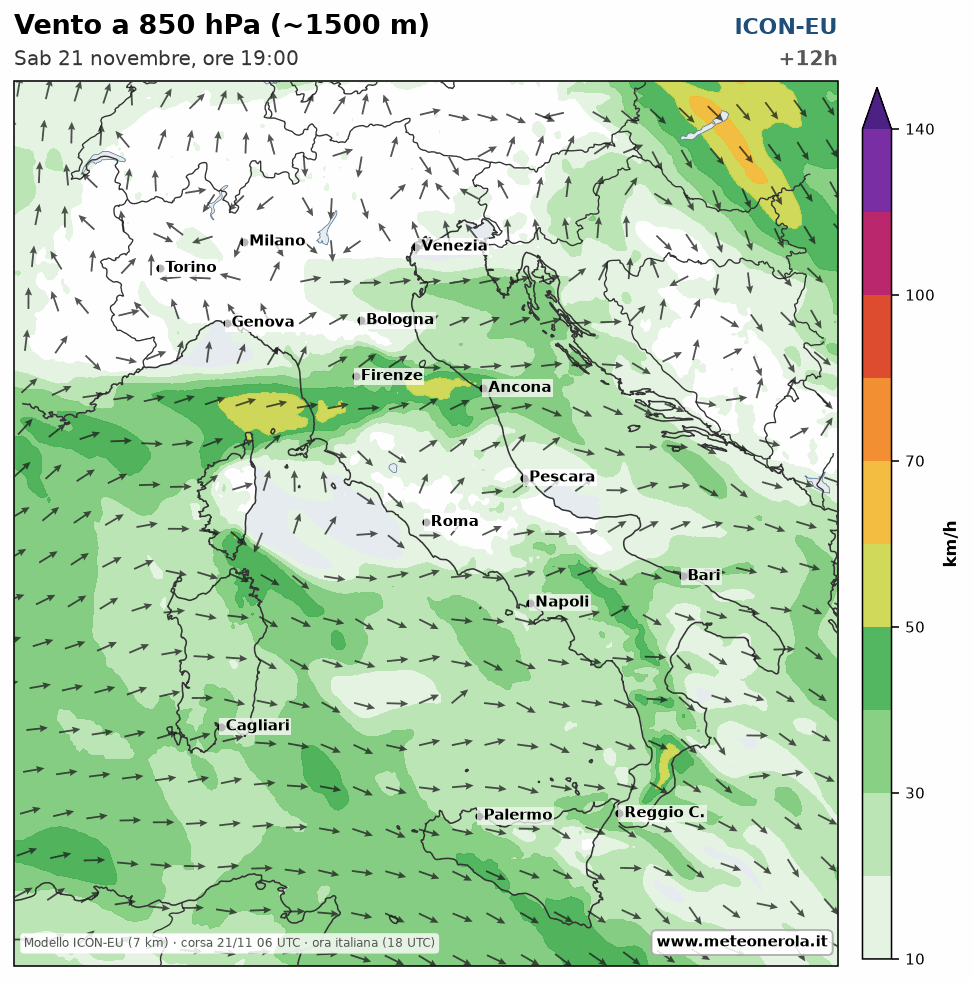 Vento a 850 hPa (~1500 m)
ICON-EU
Sab 21 novembre, ore 19:00
+12h
Milano
Venezia
Torino
Genova
Bologna
Firenze
Ancona
Pescara
Roma
Bari
Napoli
Cagliari
Palermo
Reggio C.
140
100
70
50
30
10
km/h
Modello ICON-EU (7 km) · corsa 21/11 06 UTC · ora italiana (18 UTC)
www.meteonerola.it